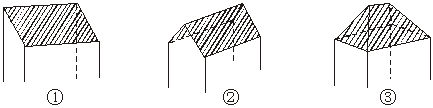 ① ② ③